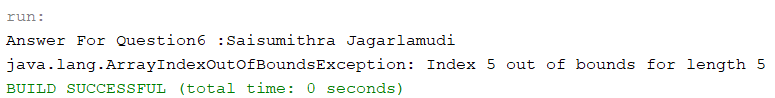 run:
Answer For Question6 :Saisumithra Jagarlamudi
java.lang.ArrayIndexOutOfBoundsException: Index 5 out of bounds for length 5
BUILD SUCCESSFUL (total time: 0 seconds)